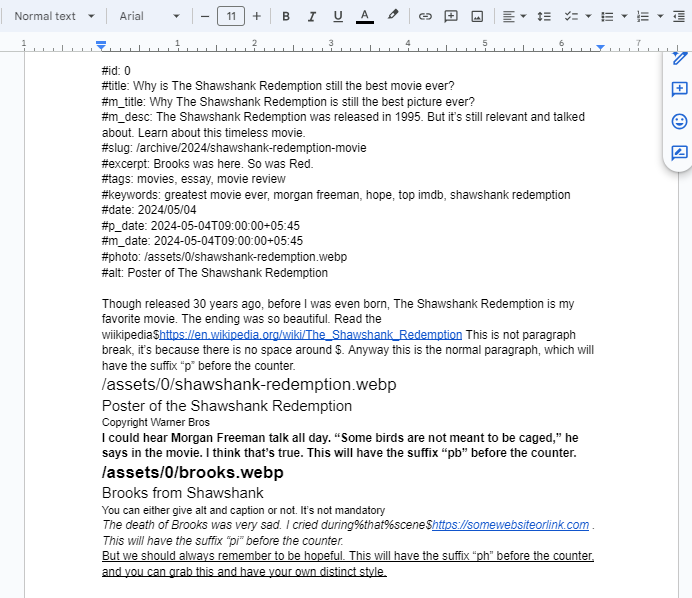 Normal text
Arial
11
B I U A
1 1 2 3 4 5 6 7
#id: 0
#title: Why is The Shawshank Redemption still the best movie ever?
#m_title: Why The Shawshank Redemption is still the best picture ever?
#m_desc: The Shawshank Redemption was released in 1995. But it's still relevant and talked
about. Learn about this timeless movie.
#slug: /archive/2024/shawshank-redemption-movie
#excerpt: Brooks was here. So was Red.
#tags: movies, essay, movie review
#keywords: greatest movie ever, morgan freeman, hope, top imdb, shawshank redemption
#date: 2024/05/04
#p_date: 2024-05-04T09:00:00+05:45
#m_date: 2024-05-04T09:00:00+05:45
#photo: /assets/0/shawshank-redemption.webp
#alt: Poster of The Shawshank Redemption
Though released 30 years ago, before I was even born, The Shawshank Redemption is my
favorite movie. The ending was so beautiful. Read the
wiikipedia$https://en.wikipedia.org/wiki/The_Shawshank_Redemption This is not paragraph
break, it's because there is no space around $. Anyway this is the normal paragraph, which will
have the suffix “p” before the counter.
/assets/0/shawshank-redemption.webp
Poster of the Shawshank Redemption
Copyright Warner Bros
I could hear Morgan Freeman talk all day. “Some birds are not meant to be caged,” he
says in the movie. I think that's true. This will have the suffix “pb” before the counter.
/assets/0/brooks.webp
Brooks from Shawshank
You can either give alt and caption or not. It's not mandatory
The death of Brooks was very sad. I cried during%that%scene$https://somewebsiteorlink.com .
This will have the suffix “pi” before the counter.
But we should always remember to be hopeful. This will have the suffix “ph” before the counter,
and you can grab this and have your own distinct style.